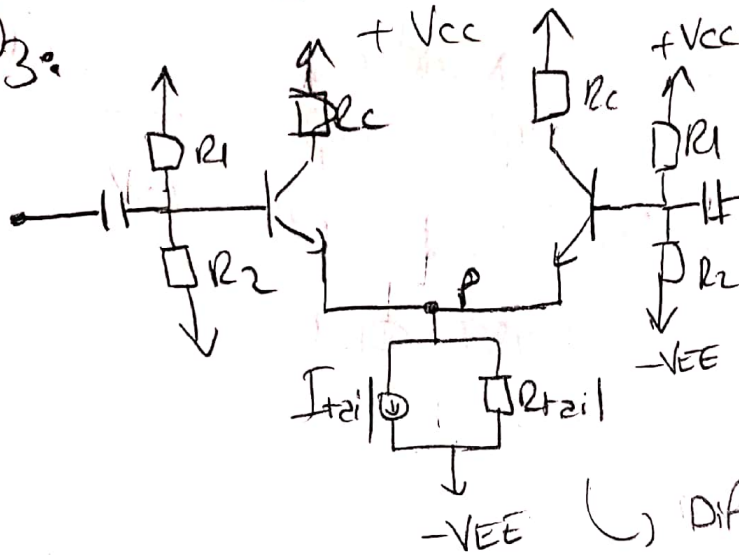 3:
+ Vcc
+Vcc
Rc
Rc
R1
R1
R2
R2
P
-VEE
Itail
Rtail
-VEE
Dif